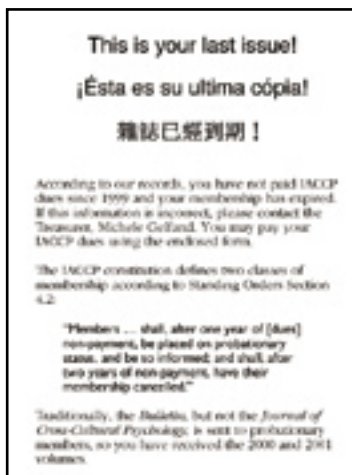 This is your last issue!
¡Ésta es su ultima cópia!
雜誌已經到期！
According to our records, you have not paid IACCP
dues since 1999 and your membership has expired.
If this information is incorrect, please contact the
Treasurer, Michele Gelfand. You may pay your
IACCP dues using the enclosed form.
The IACCP constitution defines two classes of
membership according to Standing Orders Section
4.2:
"Members … shall, after one year of [dues]
non-payment, be placed on probationary
status, and be so informed; and shall, after
two years of non-payment, have their
membership cancelled."
Traditionally, the Bulletin, but not the Journal of
Cross-Cultural Psychology, is sent to probationary
members, so you have received the 2000 and 2001
volumes.